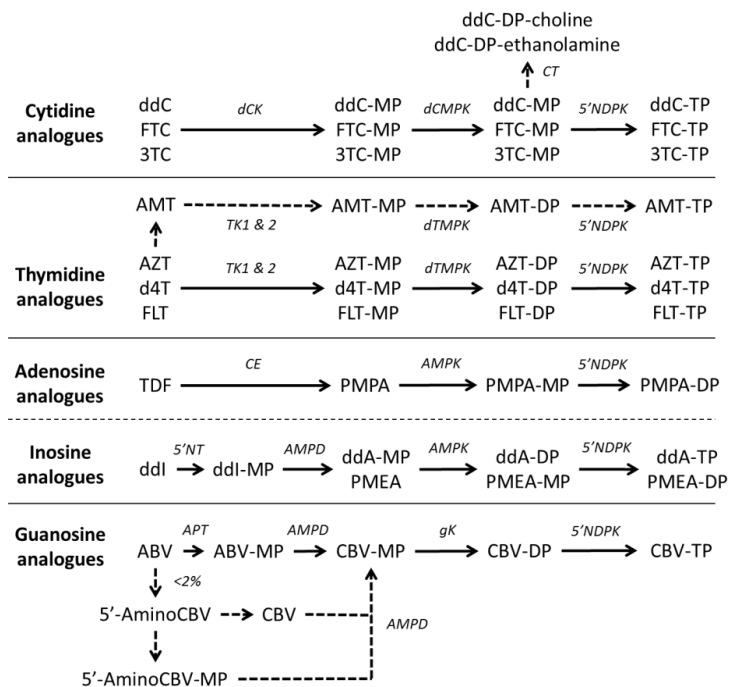 ddC-DP-choline
ddC-DP-ethanolamine
CT
Cytidine
analogues
ddC dCK ddC-MP dCMPK ddC-MP 5’NDPK ddC-TP
FTC FTC-MP FTC-MP FTC-TP
3TC 3TC-MP 3TC-MP 3TC-TP
AMT AMT-MP AMT-DP AMT-TP
TK1 & 2 dTMPK 5’NDPK
Thymidine
analogues
AZT TK1 & 2 AZT-MP dTMPK AZT-DP 5’NDPK AZT-TP
d4T d4T-MP d4T-DP d4T-TP
FLT FLT-MP FLT-DP FLT-TP
Adenosine
analogues
CE AMPK 5’NDPK
TDF PMPA PMPA-MP PMPA-DP
Inosine
analogues
5’NT AMPD AMPK 5’NDPK
ddI ddI-MP ddA-MP ddA-DP ddA-TP
PMEA PMEA-MP PMEA-DP
Guanosine
analogues
APT AMPD gK 5’NDPK
ABV ABV-MP CBV-MP CBV-DP CBV-TP
<2%
5’-AminoCBV CBV
AMPD
5’-AminoCBV-MP